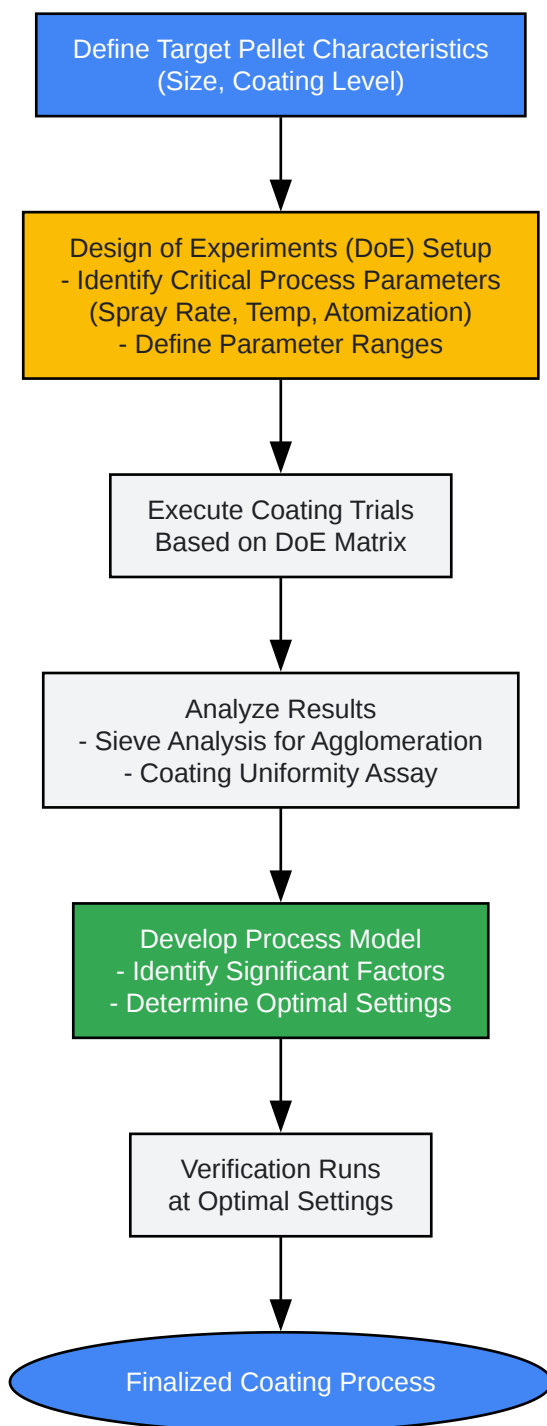 Define Target Pellet Characteristics
(Size, Coating Level)
Design of Experiments (DoE) Setup
- Identify Critical Process Parameters
(Spray Rate, Temp, Atomization)
- Define Parameter Ranges
Execute Coating Trials
Based on DoE Matrix
Analyze Results
- Sieve Analysis for Agglomeration
- Coating Uniformity Assay
Develop Process Model
- Identify Significant Factors
- Determine Optimal Settings
Verification Runs
at Optimal Settings
Finalized Coating Process